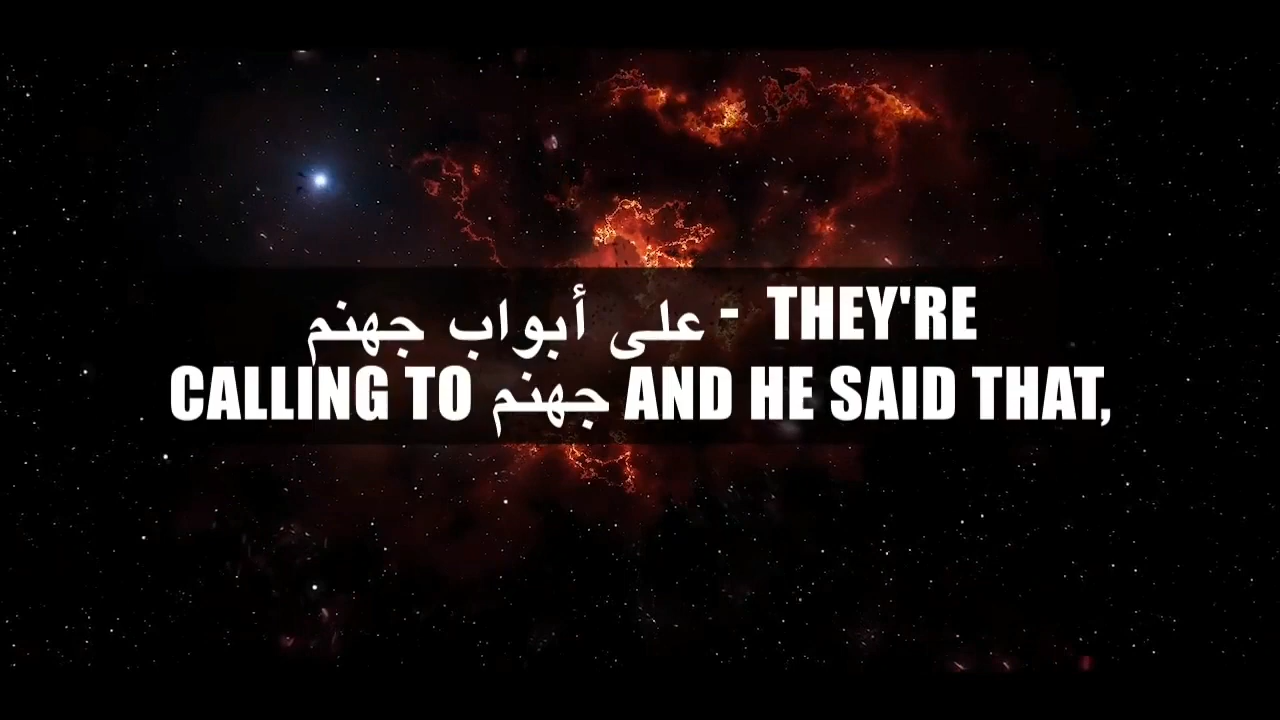 على أبواب جهنم - THEY'RE
CALLING TO جهنم AND HE SAID THAT,